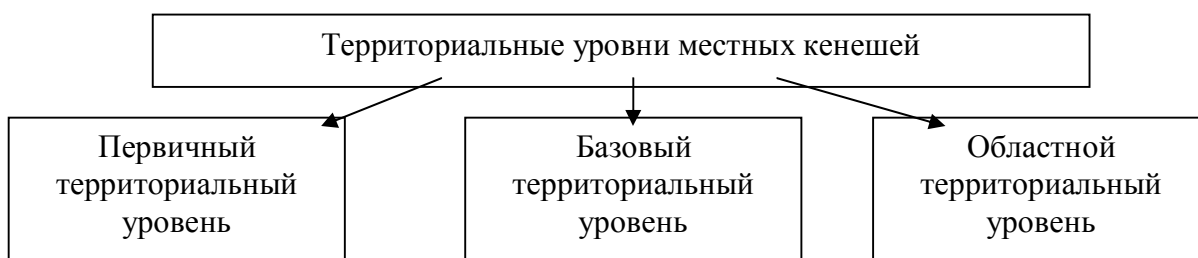 Территориальные уровни местных кенешей
Первичный
территориальный
уровень
Базовый
территориальный
уровень
Областной
территориальный
уровень